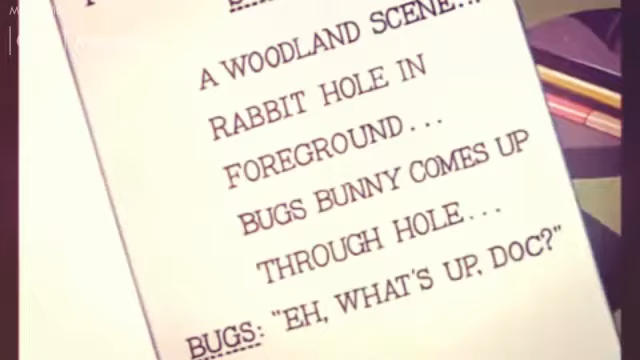 A WOODLAND SCENE...
RABBIT HOLE IN
FOREGROUND...
BUGS BUNNY COMES UP
THROUGH HOLE...
BUGS: "EH, WHAT'S UP, DOC?"